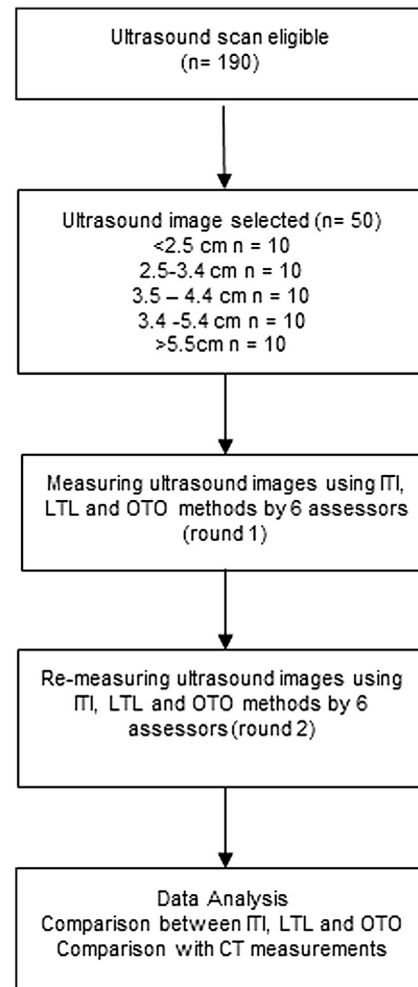 Ultrasound scan eligible
(n= 190)
Ultrasound image selected (n= 50)
<2.5 cm n = 10
2.5-3.4 cm n = 10
3.5 – 4.4 cm n = 10
3.4 -5.4 cm n = 10
>5.5cm n = 10
Measuring ultrasound images using ITI,
LTL and OTO methods by 6 assessors
(round 1)
Re-measuring ultrasound images using
ITI, LTL and OTO methods by 6
assessors (round 2)
Data Analysis
Comparison between ITI, LTL and OTO
Comparison with CT measurements